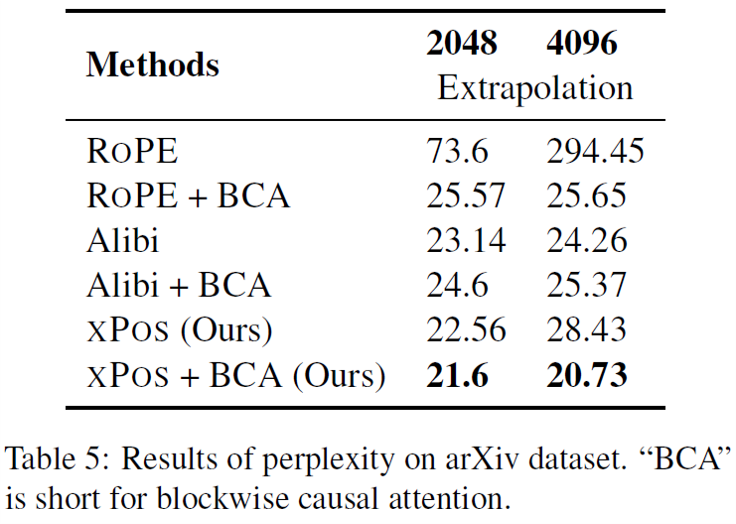 Methods 2048 4096
Extrapolation
ROPE 73.6 294.45
ROPE + BCA 25.57 25.65
Alibi 23.14 24.26
Alibi + BCA 24.6 25.37
XPOS (Ours) 22.56 28.43
XPOS + BCA (Ours) 21.6 20.73
Table 5: Results of perplexity on arXiv dataset. “BCA”
is short for blockwise causal attention.